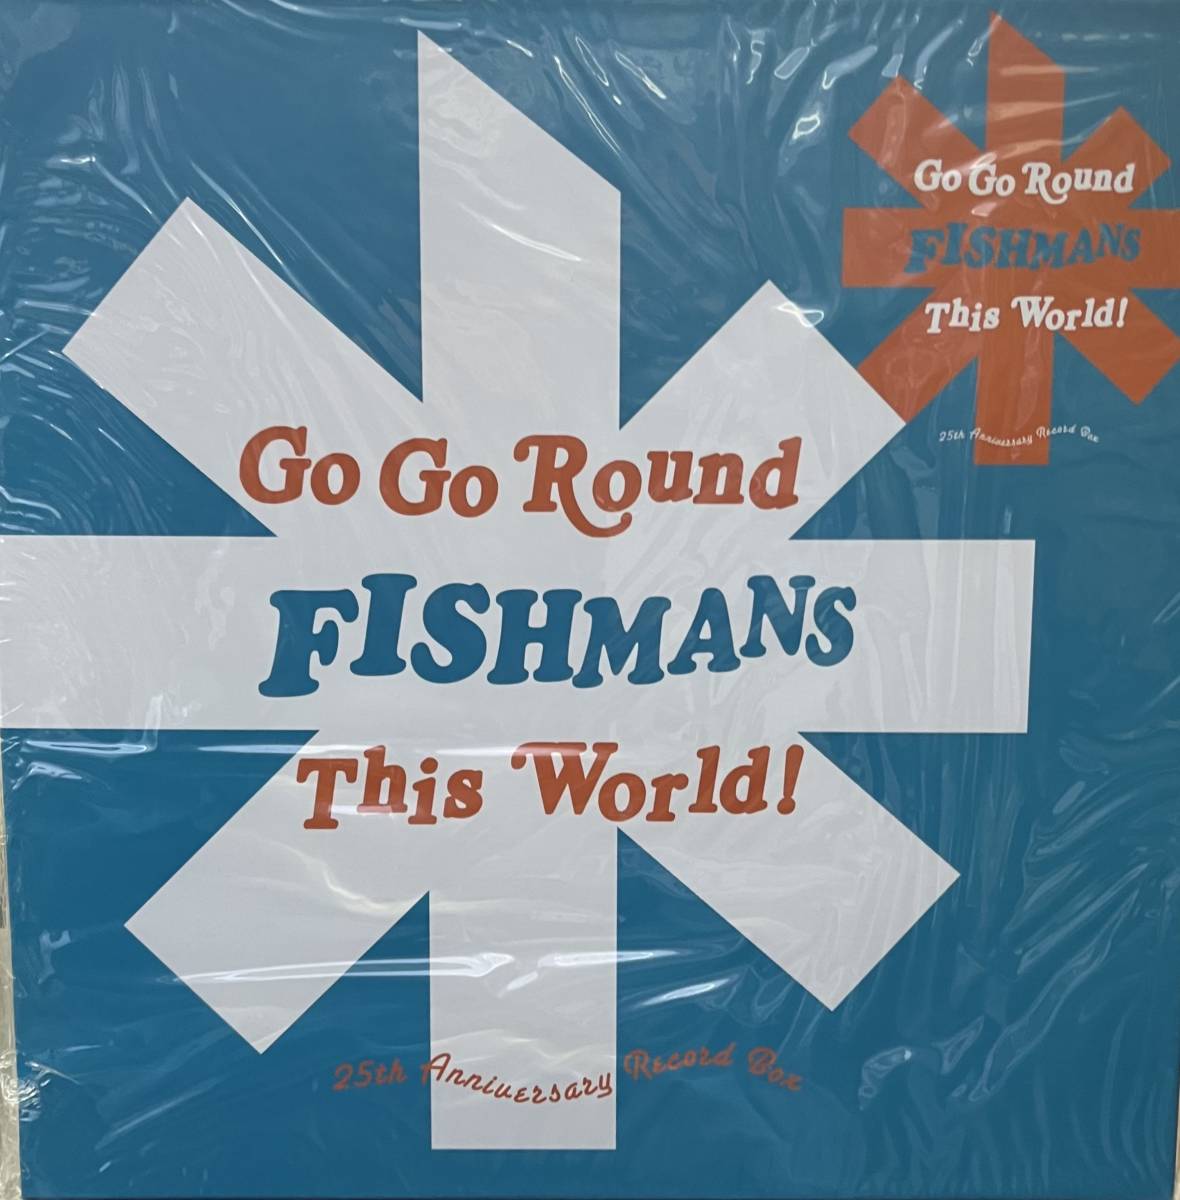 Go Go Round
FISHMANS
This World!
25th Anniversary Record Box
Go Go Round
FISHMANS
This World!
25th Anniversary Record Box